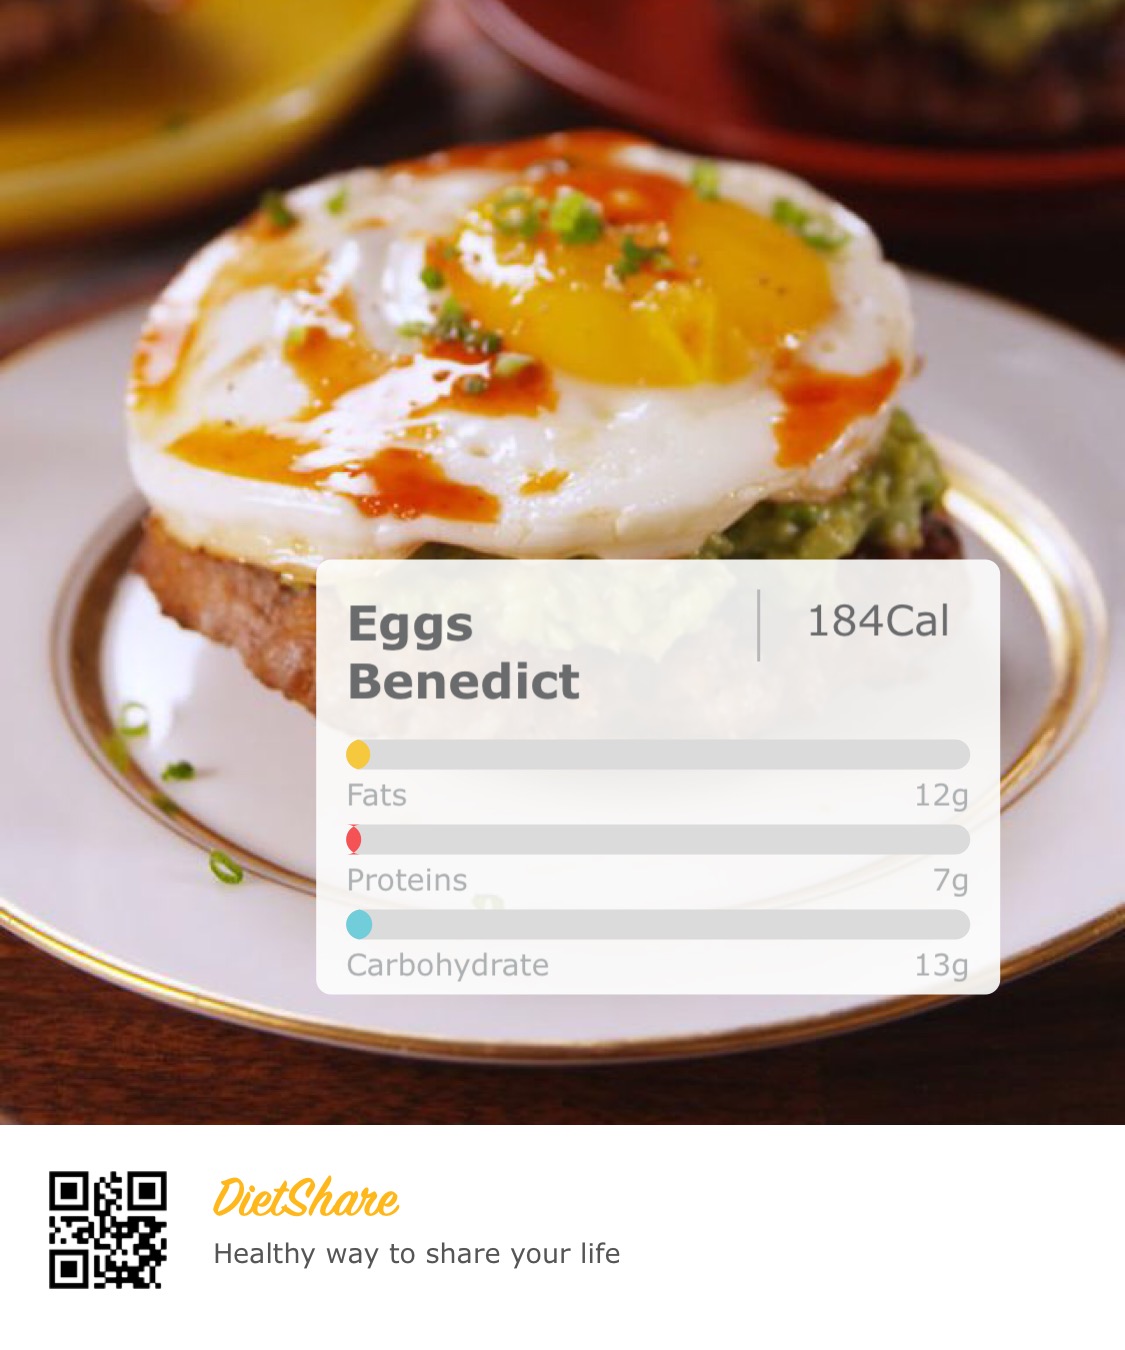 Eggs
Benedict
184Cal
Fats
12g
Proteins
7g
Carbohydrate
13g
DietShare
Healthy way to share your life